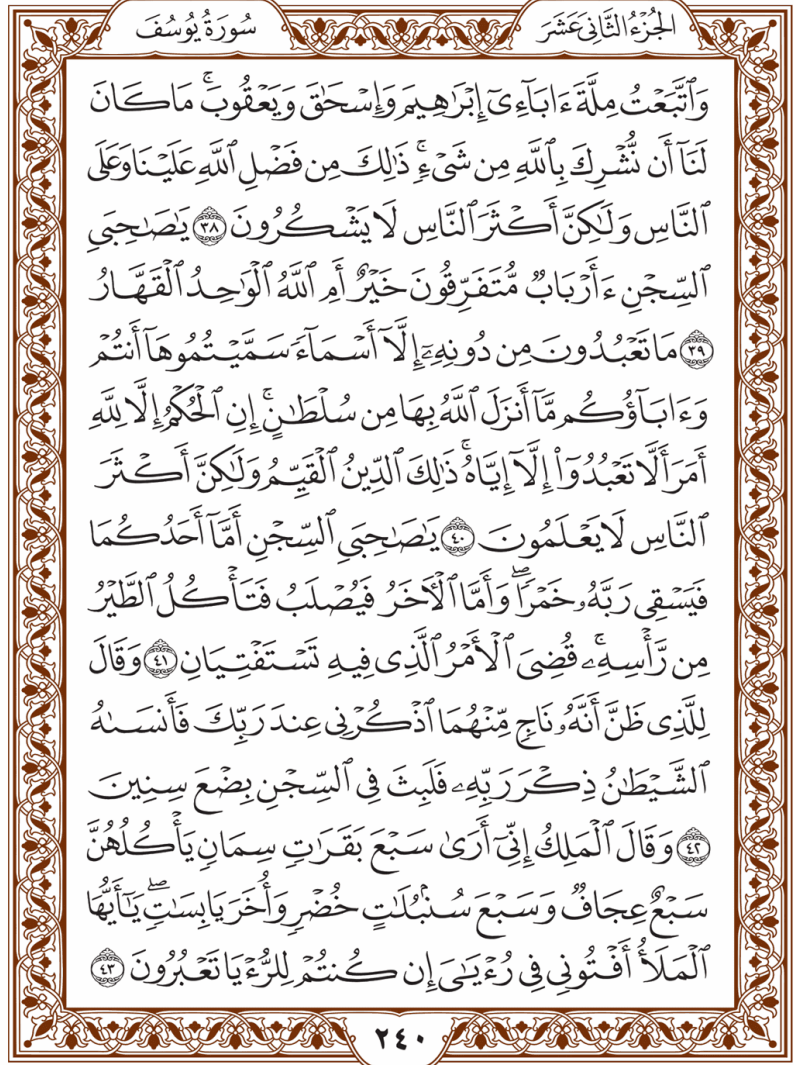 الجُزْءُ الثَّانِي عَشَرَ
سُورَةُ يُوسُفَ
وَٱتَّبَعۡتُ مِلَّةَ ءَابَآءِيٓ إِبۡرَٰهِيمَ وَإِسۡحَٰقَ وَيَعۡقُوبَۚ مَا كَانَ
لَنَآ أَن نُّشۡرِكَ بِٱللَّهِ مِن شَيۡءٖۚ ذَٰلِكَ مِن فَضۡلِ ٱللَّهِ عَلَيۡنَا وَعَلَى
ٱلنَّاسِ وَلَٰكِنَّ أَكۡثَرَ ٱلنَّاسِ لَا يَشۡكُرُونَ ٣٨ يَٰصَٰحِبَيِ
ٱلسِّجۡنِ ءَأَرۡبَابٞ مُّتَفَرِّقُونَ خَيۡرٌ أَمِ ٱللَّهُ ٱلۡوَٰحِدُ ٱلۡقَهَّارُ
٣٩ مَا تَعۡبُدُونَ مِن دُونِهِۦٓ إِلَّآ أَسۡمَآءٗ سَمَّيۡتُمُوهَآ أَنتُمۡ
وَءَابَآؤُكُم مَّآ أَنزَلَ ٱللَّهُ بِهَا مِن سُلۡطَٰنٍۚ إِنِ ٱلۡحُكۡمُ إِلَّا لِلَّهِ
أَمَرَ أَلَّا تَعۡبُدُوٓاْ إِلَّآ إِيَّاهُۚ ذَٰلِكَ ٱلدِّينُ ٱلۡقَيِّمُ وَلَٰكِنَّ أَكۡثَرَ
ٱلنَّاسِ لَا يَعۡلَمُونَ ٤٠ يَٰصَٰحِبَيِ ٱلسِّجۡنِ أَمَّآ أَحَدُكُمَا
فَيَسۡقِي رَبَّهُۥ خَمۡرٗاۖ وَأَمَّا ٱلۡأٓخَرُ فَيُصۡلَبُ فَتَأۡكُلُ ٱلطَّيۡرُ
مِن رَّأۡسِهِۦۚ قُضِيَ ٱلۡأَمۡرُ ٱلَّذِي فِيهِ تَسۡتَفۡتِيَانِ ٤١ وَقَالَ
لِلَّذِي ظَنَّ أَنَّهُۥ نَاجٖ مِّنۡهُمَا ٱذۡكُرۡنِي عِندَ رَبِّكَ فَأَنسَىٰهُ
ٱلشَّيۡطَٰنُ ذِكۡرَ رَبِّهِۦ فَلَبِثَ فِي ٱلسِّجۡنِ بِضۡعَ سِنِينَ
٤٢ وَقَالَ ٱلۡمَلِكُ إِنِّيٓ أَرَىٰ سَبۡعَ بَقَرَٰتٖ سِمَانٖ يَأۡكُلُهُنَّ
سَبۡعٌ عِجَافٞ وَسَبۡعَ سُنۢبُلَٰتٍ خُضۡرٖ وَأُخَرَ يَابِسَٰتٖۖ يَٰٓأَيُّهَا
ٱلۡمَلَأُ أَفۡتُونِي فِي رُءۡيَٰيَ إِن كُنتُمۡ لِلرُّءۡيَا تَعۡبُرُونَ ٤٣
٢٤٠